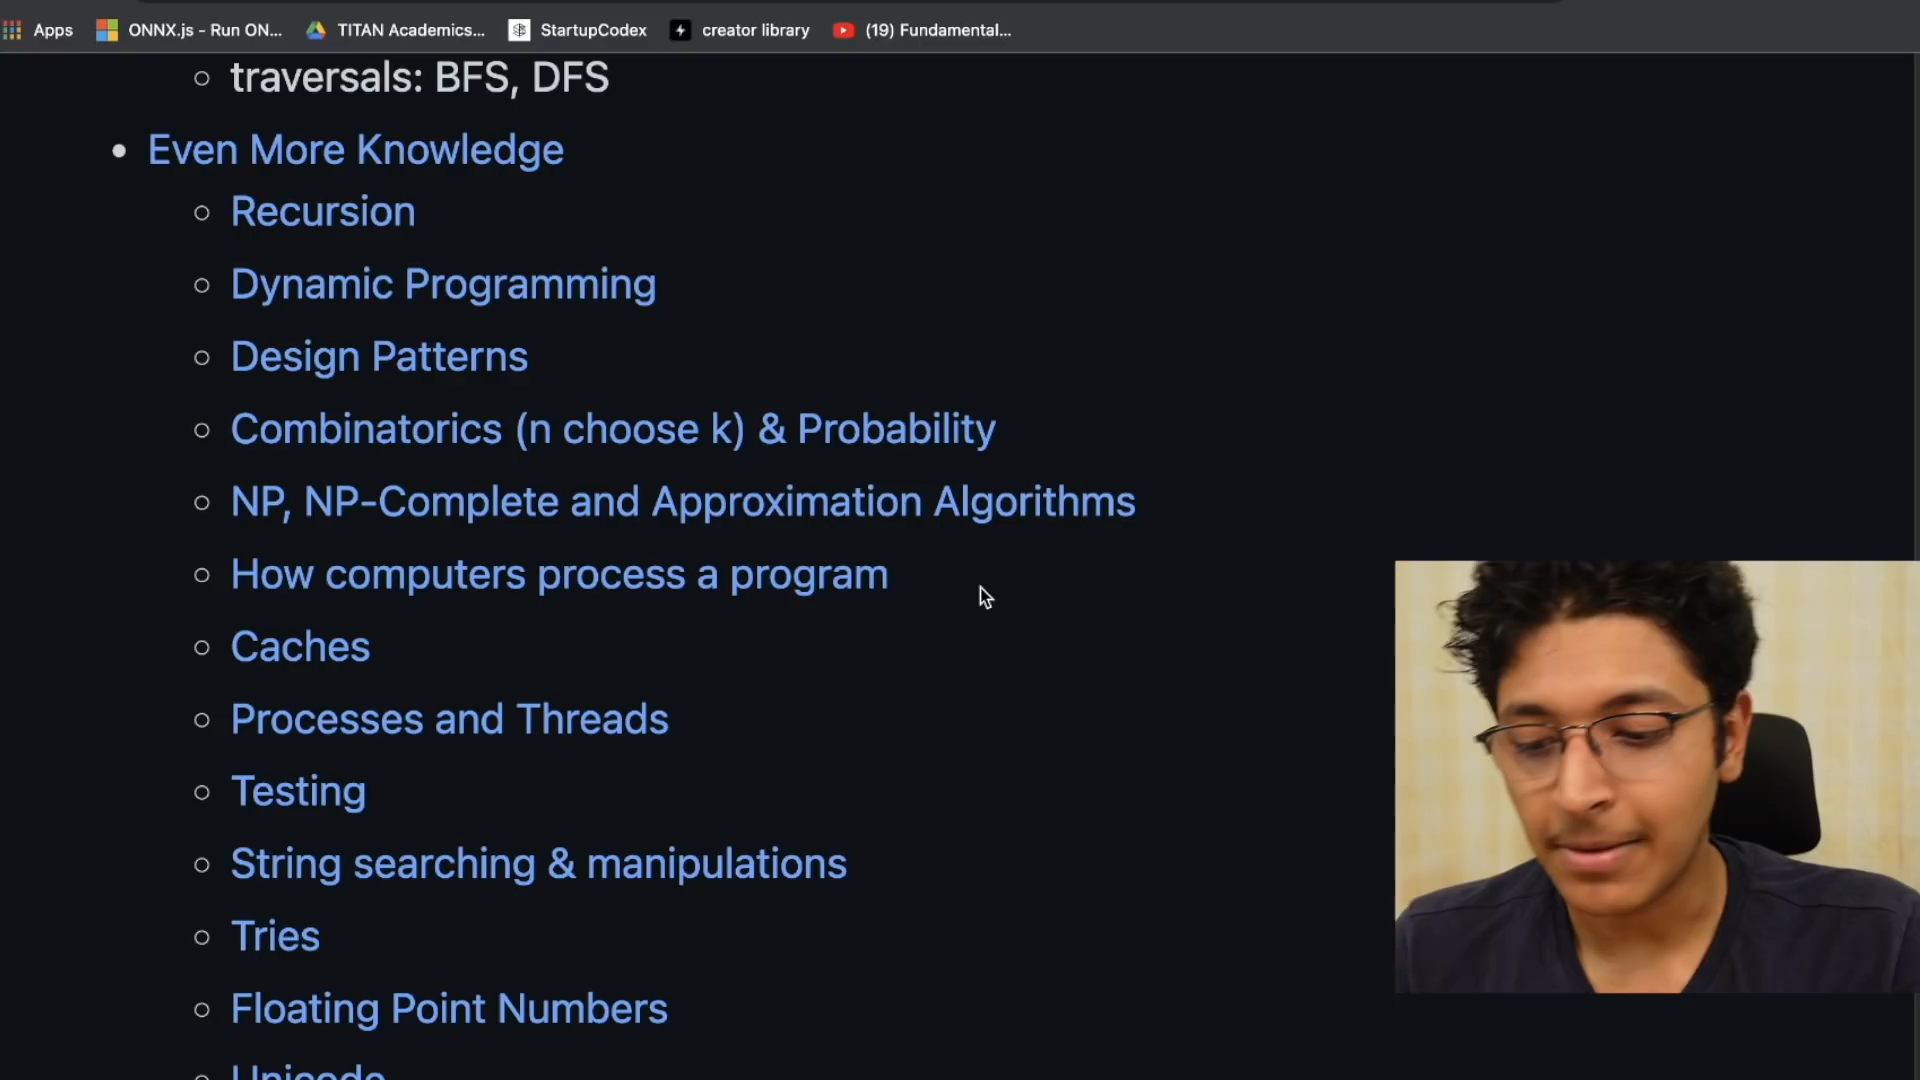 Apps ONNX.js - Run ON... TITAN Academics... StartupCodex creator library (19) Fundamental...
traversals: BFS, DFS
Even More Knowledge
Recursion
Dynamic Programming
Design Patterns
Combinatorics (n choose k) & Probability
NP, NP-Complete and Approximation Algorithms
How computers process a program
Caches
Processes and Threads
Testing
String searching & manipulations
Tries
Floating Point Numbers
Unicode